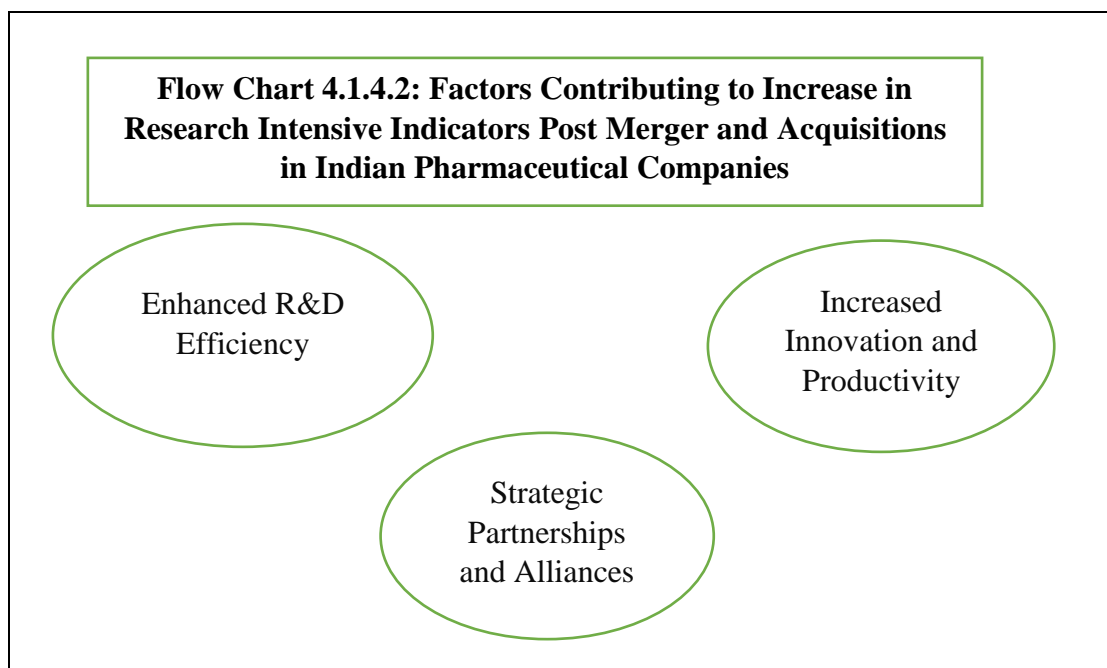 Flow Chart 4.1.4.2: Factors Contributing to Increase in
Research Intensive Indicators Post Merger and Acquisitions
in Indian Pharmaceutical Companies
Enhanced R&D
Efficiency
Increased
Innovation and
Productivity
Strategic
Partnerships
and Alliances